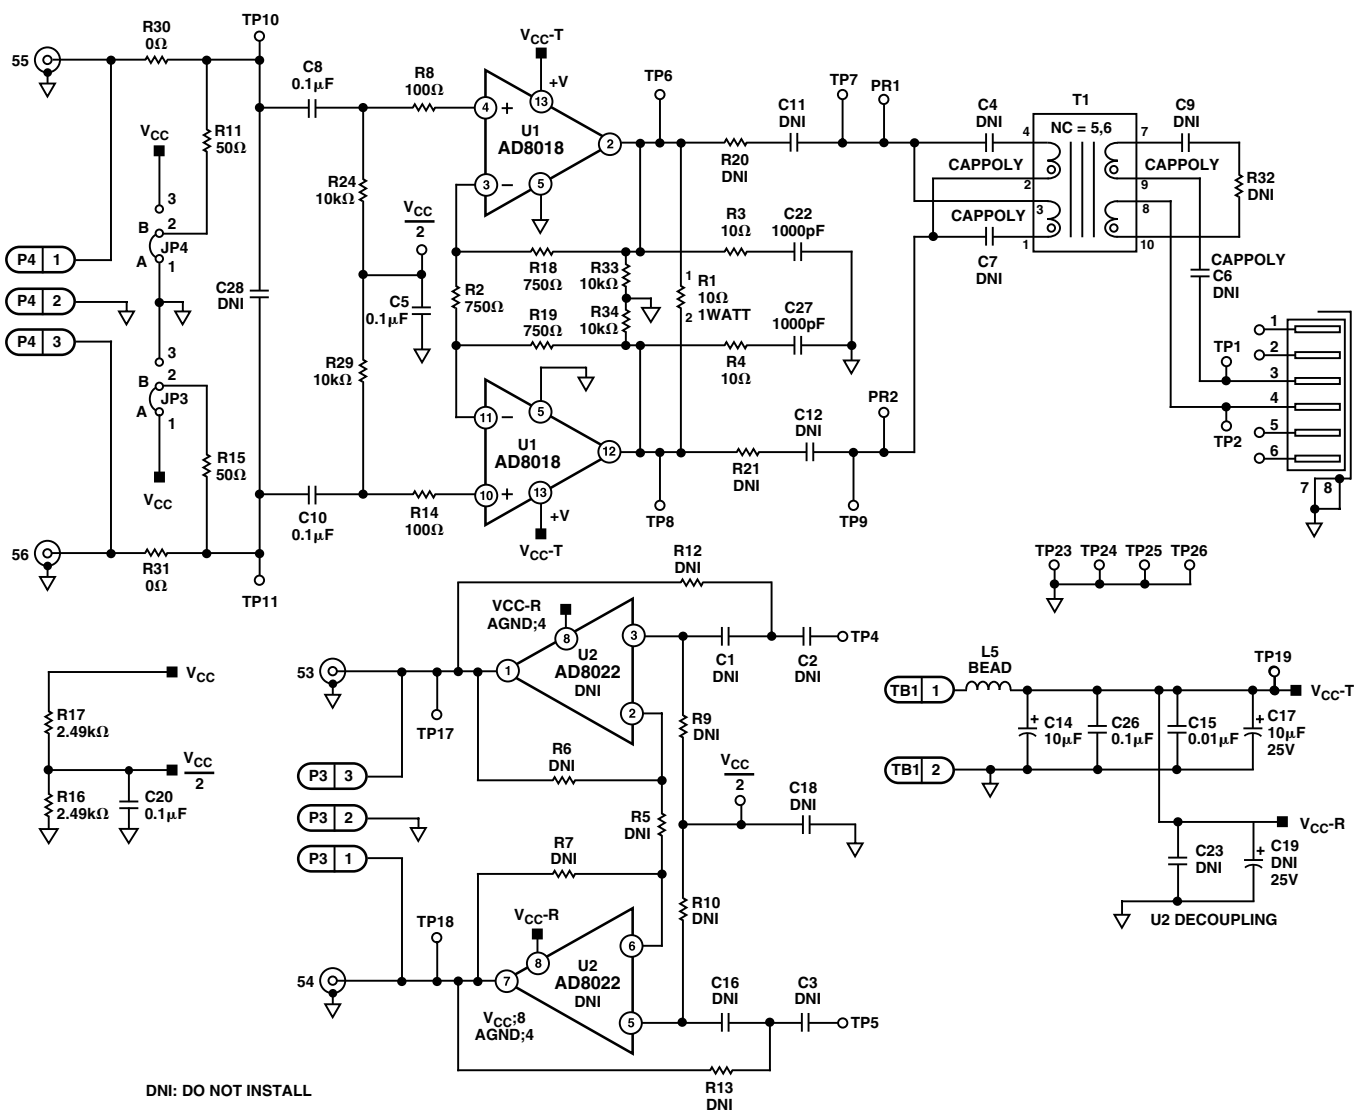 R30
0Ω
TP10
55
C8
0.1µF
R8
100Ω
VCC-T
+V
4
+
13
U1
AD8018
2
3
–
5
TP6
C11
DNI
TP7
PR1
R20
DNI
C4
DNI
T1
NC = 5,6
4
7
C9
DNI
CAPPOLY
CAPPOLY
R32
DNI
2
9
CAPPOLY
3
8
1
10
C7
DNI
VCC
R11
50Ω
3
2
B
JP4
A
1
R24
10kΩ
VCC
2
R3
10Ω
C22
1000pF
P4
1
P4
2
P4
3
C28
DNI
C5
0.1µF
R2
750Ω
R18
750Ω
R33
10kΩ
R19
750Ω
R34
10kΩ
1
R1
10Ω
1WATT
2
C27
1000pF
R4
10Ω
CAPPOLY
C6
DNI
3
2
B
JP3
A
1
VCC
R29
10kΩ
R15
50Ω
11
–
5
U1
AD8018
12
10
+
13
+V
VCC-T
C12
DNI
PR2
R21
DNI
TP8
TP9
1
2
TP1
3
4
TP2
5
6
7
8
56
R31
0Ω
TP11
C10
0.1µF
R14
100Ω
R12
DNI
TP23
TP24
TP25
TP26
VCC-R
AGND;4
8
3
U2
AD8022
DNI
1
2
53
TP17
C1
DNI
C2
DNI
TP4
R9
DNI
R6
DNI
VCC
R17
2.49kΩ
VCC
2
R16
2.49kΩ
C20
0.1µF
P3
3
P3
2
P3
1
R5
DNI
R7
DNI
VCC
2
C18
DNI
R10
DNI
L5
BEAD
TP19
TB1
1
VCC-T
C14
+
10µF
C26
0.1µF
C15
0.01µF
+
C17
10µF
25V
TB1
2
VCC-R
C23
DNI
+
C19
DNI
25V
U2 DECOUPLING
TP18
VCC-R
8
6
U2
AD8022
DNI
7
5
54
VCC;8
AGND;4
C16
DNI
C3
DNI
TP5
R13
DNI
DNI: DO NOT INSTALL